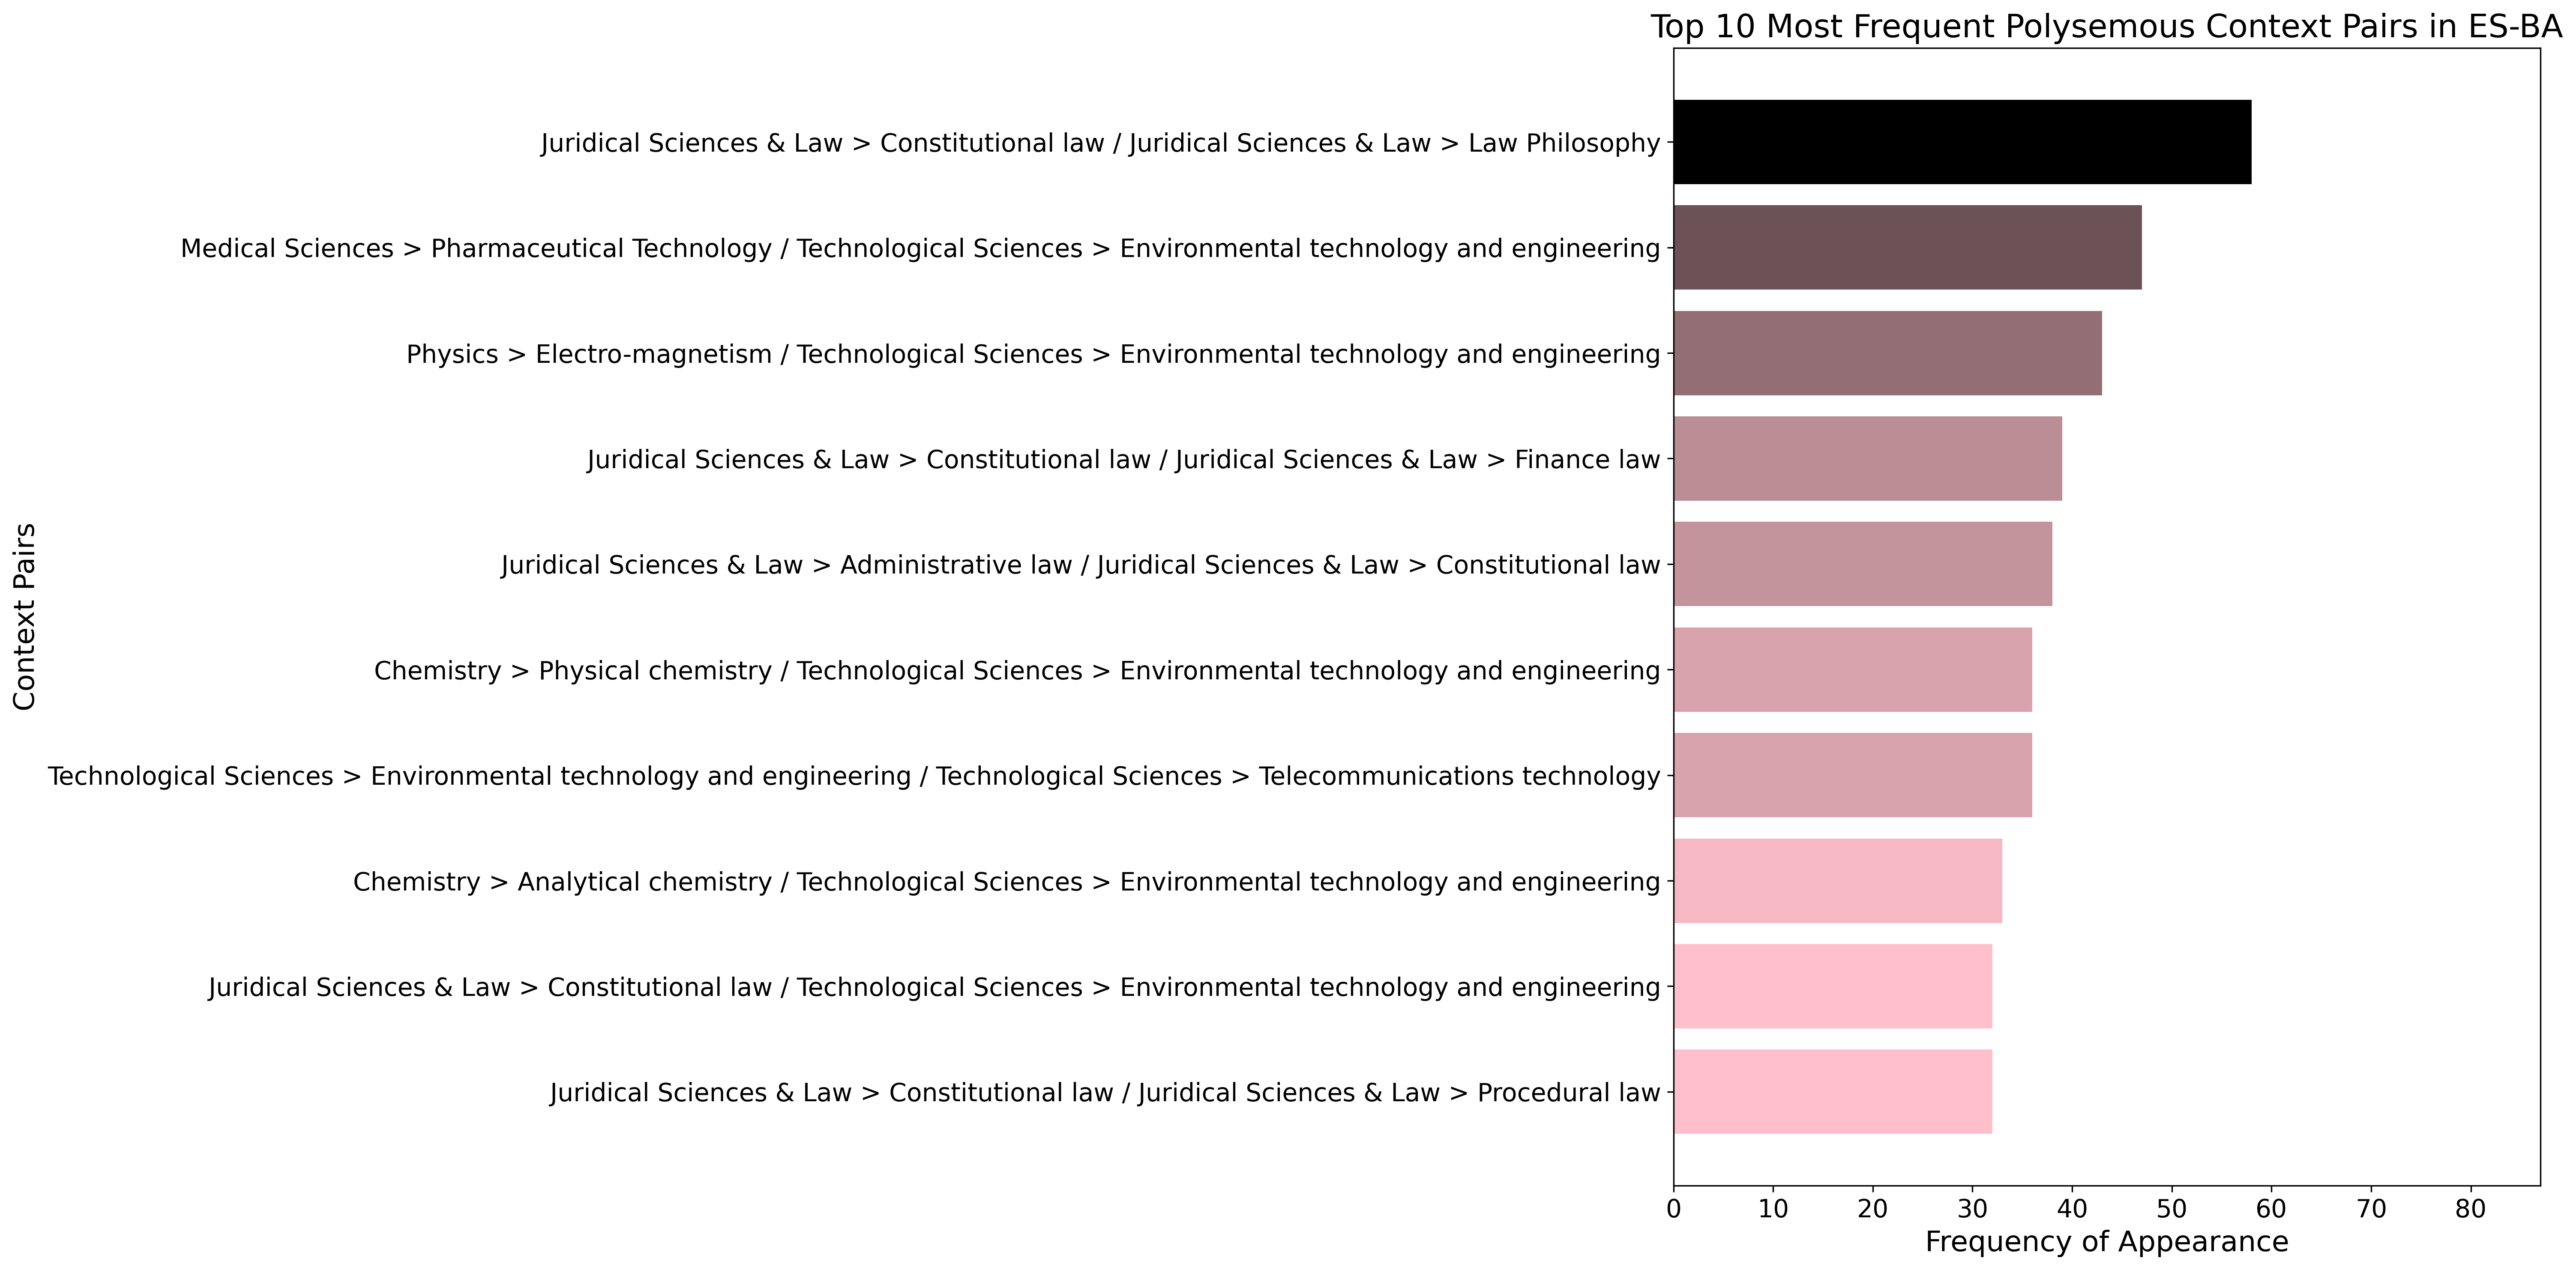 Top 10 Most Frequent Polysemous Context Pairs in ES-BA
Context Pairs
Juridical Sciences & Law > Constitutional law / Juridical Sciences & Law > Law Philosophy
Medical Sciences > Pharmaceutical Technology / Technological Sciences > Environmental technology and engineering
Physics > Electro-magnetism / Technological Sciences > Environmental technology and engineering
Juridical Sciences & Law > Constitutional law / Juridical Sciences & Law > Finance law
Juridical Sciences & Law > Administrative law / Juridical Sciences & Law > Constitutional law
Chemistry > Physical chemistry / Technological Sciences > Environmental technology and engineering
Technological Sciences > Environmental technology and engineering / Technological Sciences > Telecommunications technology
Chemistry > Analytical chemistry / Technological Sciences > Environmental technology and engineering
Juridical Sciences & Law > Constitutional law / Technological Sciences > Environmental technology and engineering
Juridical Sciences & Law > Constitutional law / Juridical Sciences & Law > Procedural law
0 10 20 30 40 50 60 70 80
Frequency of Appearance